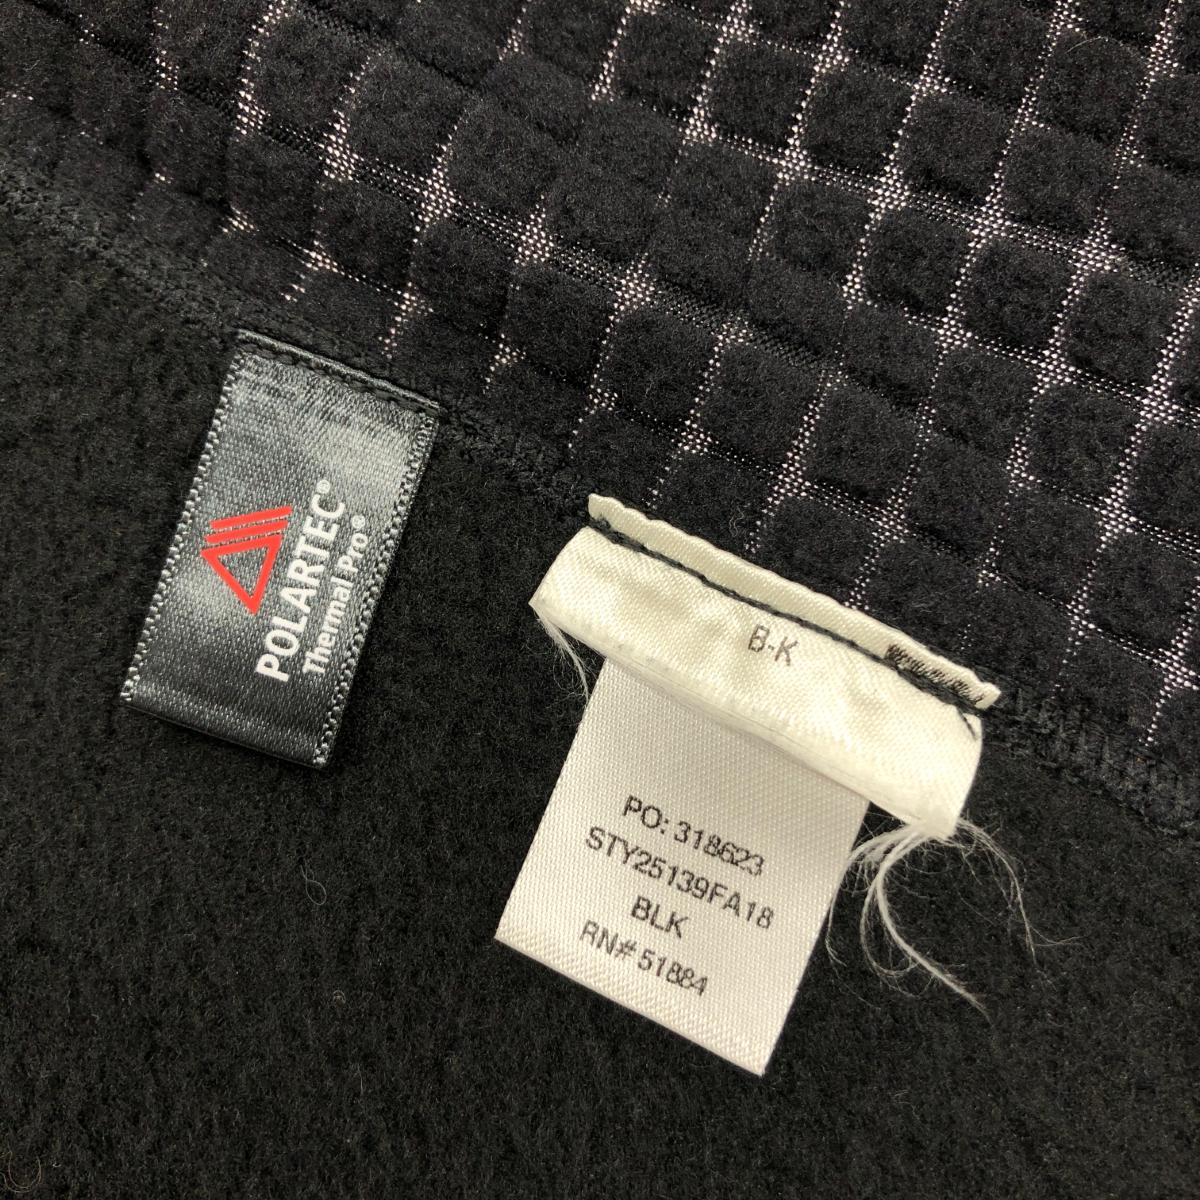 POLARTEC®
Thermal Pro®
B-K
PO: 318623
STY25139FA18
BLK
RN# 51884